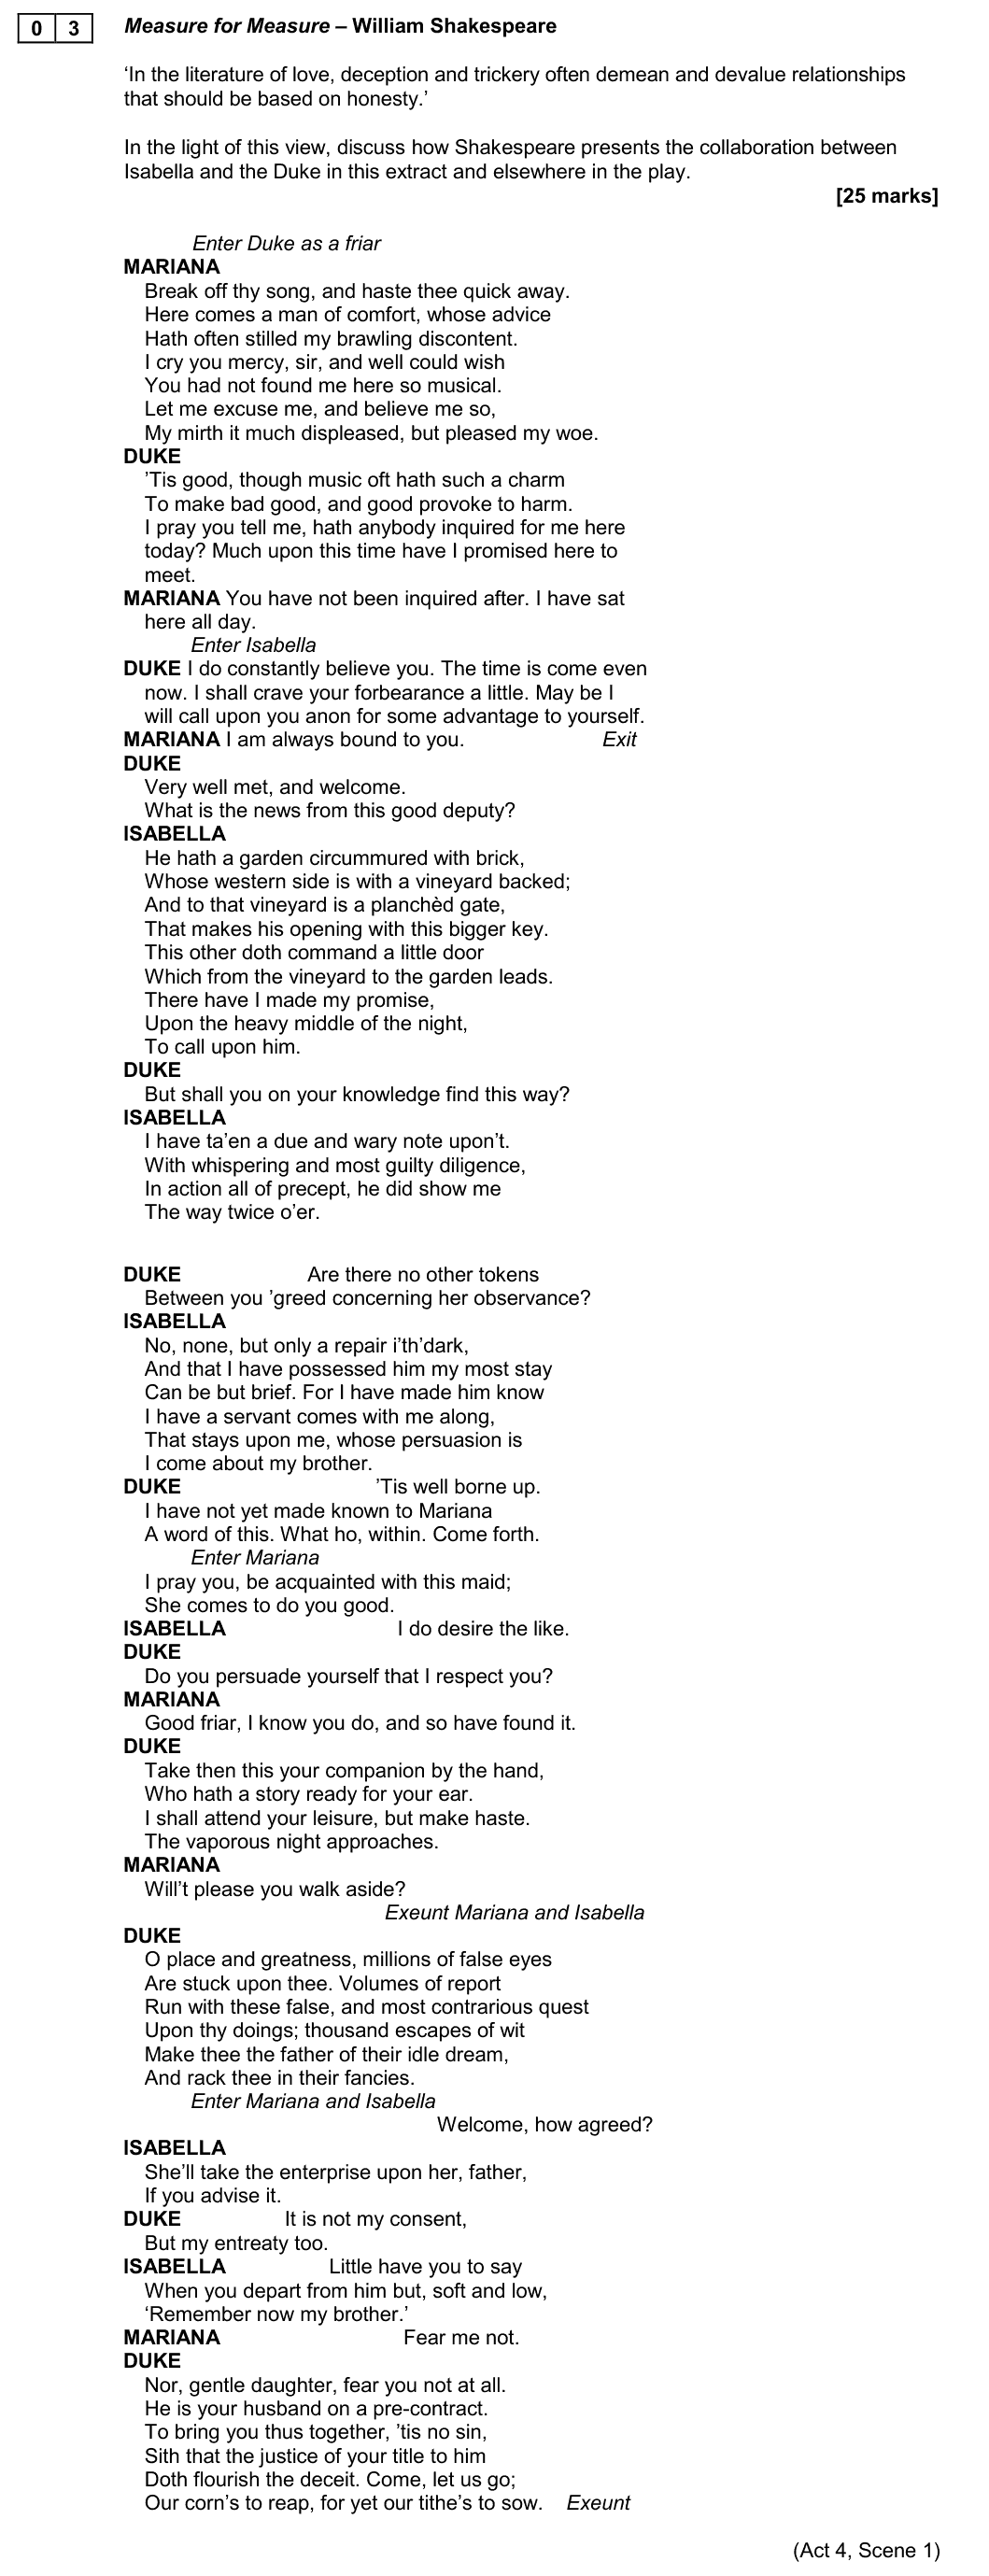 0 3 Measure for Measure – William Shakespeare
‘In the literature of love, deception and trickery often demean and devalue relationships
that should be based on honesty.’
In the light of this view, discuss how Shakespeare presents the collaboration between
Isabella and the Duke in this extract and elsewhere in the play.
[25 marks]
Enter Duke as a friar
MARIANA
Break off thy song, and haste thee quick away.
Here comes a man of comfort, whose advice
Hath often stilled my brawling discontent.
I cry you mercy, sir, and well could wish
You had not found me here so musical.
Let me excuse me, and believe me so,
My mirth it much displeased, but pleased my woe.
DUKE
’Tis good, though music oft hath such a charm
To make bad good, and good provoke to harm.
I pray you tell me, hath anybody inquired for me here
today? Much upon this time have I promised here to
meet.
MARIANA You have not been inquired after. I have sat
here all day.
Enter Isabella
DUKE I do constantly believe you. The time is come even
now. I shall crave your forbearance a little. May be I
will call upon you anon for some advantage to yourself.
MARIANA I am always bound to you. Exit
DUKE
Very well met, and welcome.
What is the news from this good deputy?
ISABELLA
He hath a garden circummured with brick,
Whose western side is with a vineyard backed;
And to that vineyard is a planchèd gate,
That makes his opening with this bigger key.
This other doth command a little door
Which from the vineyard to the garden leads.
There have I made my promise,
Upon the heavy middle of the night,
To call upon him.
DUKE
But shall you on your knowledge find this way?
ISABELLA
I have ta’en a due and wary note upon’t.
With whispering and most guilty diligence,
In action all of precept, he did show me
The way twice o’er.
DUKE Are there no other tokens
Between you ’greed concerning her observance?
ISABELLA
No, none, but only a repair i’th’dark,
And that I have possessed him my most stay
Can be but brief. For I have made him know
I have a servant comes with me along,
That stays upon me, whose persuasion is
I come about my brother.
DUKE ’Tis well borne up.
I have not yet made known to Mariana
A word of this. What ho, within. Come forth.
Enter Mariana
I pray you, be acquainted with this maid;
She comes to do you good.
ISABELLA I do desire the like.
DUKE
Do you persuade yourself that I respect you?
MARIANA
Good friar, I know you do, and so have found it.
DUKE
Take then this your companion by the hand,
Who hath a story ready for your ear.
I shall attend your leisure, but make haste.
The vaporous night approaches.
MARIANA
Will’t please you walk aside?
Exeunt Mariana and Isabella
DUKE
O place and greatness, millions of false eyes
Are stuck upon thee. Volumes of report
Run with these false, and most contrarious quest
Upon thy doings; thousand escapes of wit
Make thee the father of their idle dream,
And rack thee in their fancies.
Enter Mariana and Isabella
Welcome, how agreed?
ISABELLA
She’ll take the enterprise upon her, father,
If you advise it.
DUKE It is not my consent,
But my entreaty too.
ISABELLA Little have you to say
When you depart from him but, soft and low,
‘Remember now my brother.’
MARIANA Fear me not.
DUKE
Nor, gentle daughter, fear you not at all.
He is your husband on a pre-contract.
To bring you thus together, ’tis no sin,
Sith that the justice of your title to him
Doth flourish the deceit. Come, let us go;
Our corn’s to reap, for yet our tithe’s to sow. Exeunt
(Act 4, Scene 1)